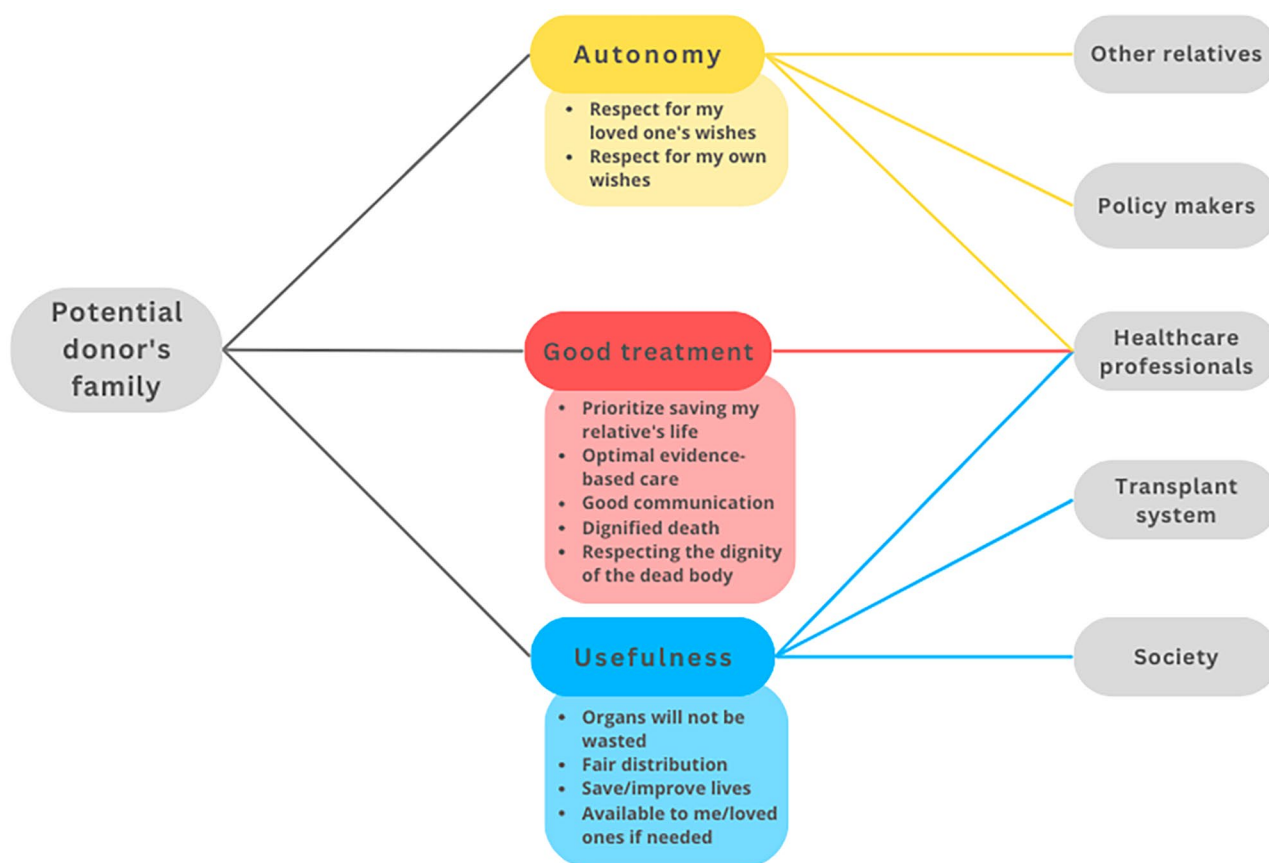 Potential
donor's
family
Autonomy
• Respect for my
loved one's wishes
• Respect for my own
wishes
Good treatment
• Prioritize saving my
relative's life
• Optimal evidence-
based care
• Good communication
• Dignified death
• Respecting the dignity
of the dead body
Usefulness
• Organs will not be
wasted
• Fair distribution
• Save/improve lives
• Available to me/loved
ones if needed
Other relatives
Policy makers
Healthcare
professionals
Transplant
system
Society